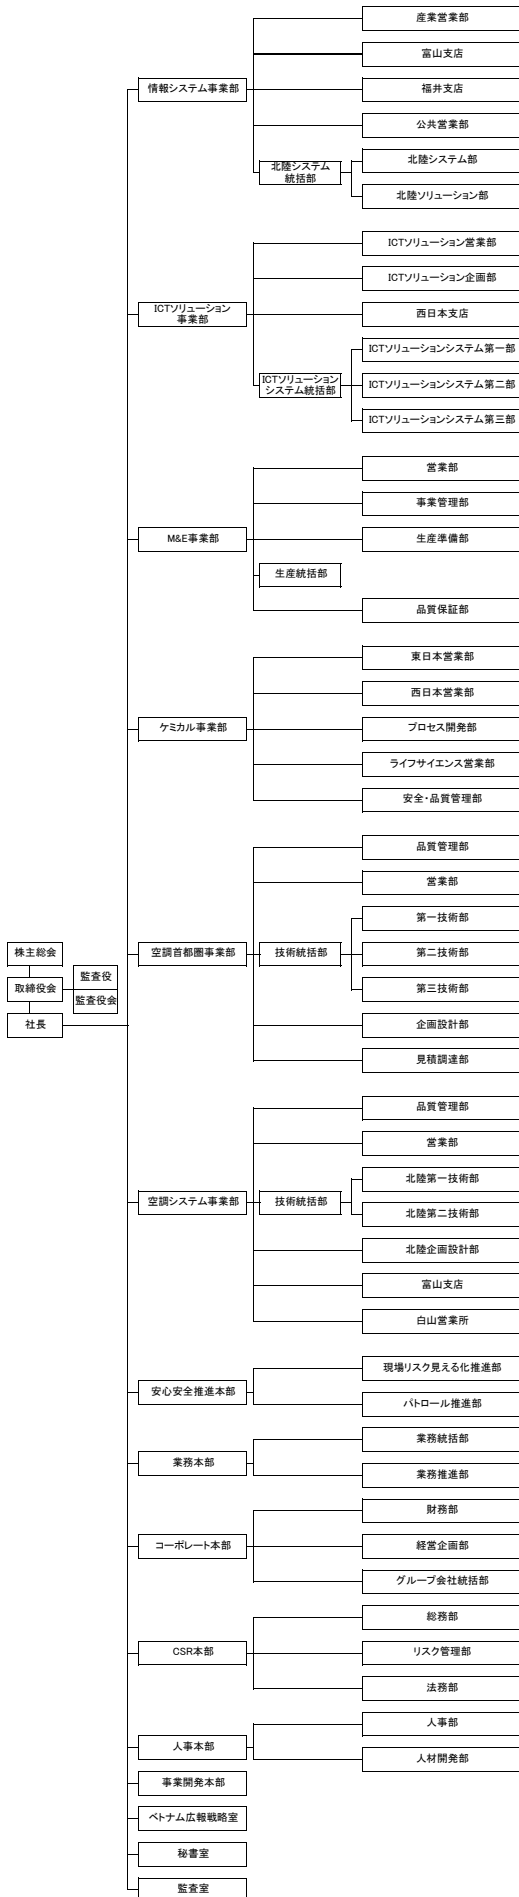 産業営業部
富山支店
情報システム事業部
福井支店
公共営業部
北陸システム
統括部
北陸システム部
北陸ソリューション部
ICTソリューション営業部
ICTソリューション企画部
ICTソリューション
事業部
西日本支店
ICTソリューションシステム第一部
ICTソリューション
システム統括部
ICTソリューションシステム第二部
ICTソリューションシステム第三部
営業部
事業管理部
M&E事業部
生産準備部
生産統括部
品質保証部
東日本営業部
西日本営業部
ケミカル事業部
プロセス開発部
ライフサイエンス営業部
安全・品質管理部
品質管理部
営業部
第一技術部
株主総会
空調首都圏事業部
技術統括部
第二技術部
取締役会
監査役
監査役会
第三技術部
社長
企画設計部
見積調達部
品質管理部
営業部
北陸第一技術部
空調システム事業部
技術統括部
北陸第二技術部
北陸企画設計部
富山支店
白山営業所
現場リスク見える化推進部
安心安全推進本部
パトロール推進部
業務統括部
業務本部
業務推進部
財務部
コーポレート本部
経営企画部
グループ会社統括部
総務部
CSR本部
リスク管理部
法務部
人事部
人事本部
人材開発部
事業開発本部
ベトナム広報戦略室
秘書室
監査室